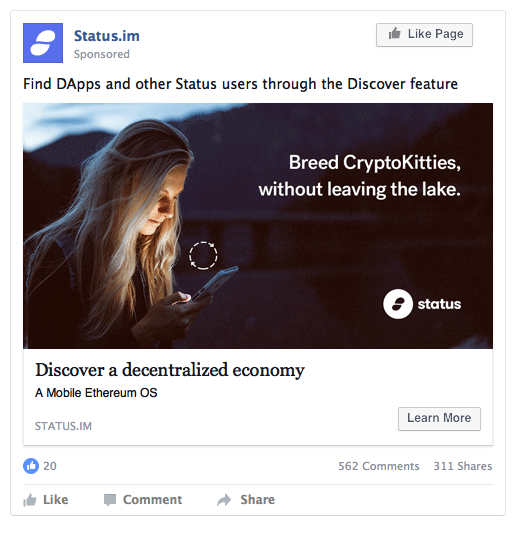 Status.im
Like Page
Sponsored
Find DApps and other Status users through the Discover feature
Breed CryptoKitties,
without leaving the lake.
status
Discover a decentralized economy
A Mobile Ethereum OS
STATUS.IM
Learn More
20
562 Comments
311 Shares
Like
Comment
Share